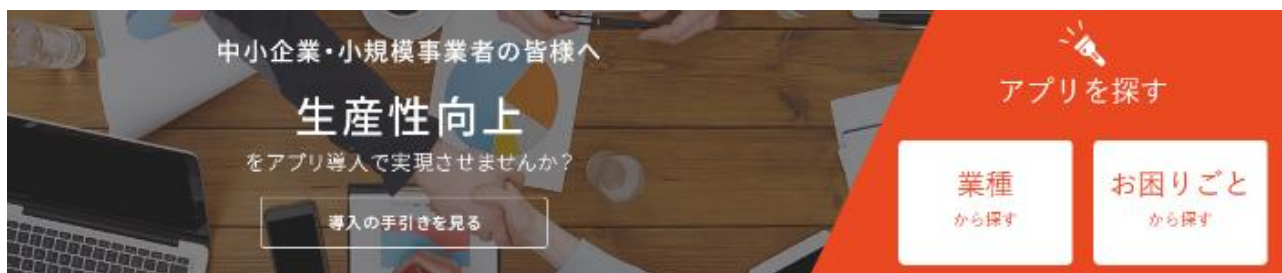 中小企業・小規模事業者の皆様へ
生産性向上
をアプリ導入で実現させませんか?
導入の手引きを見る
アプリを探す
業種
から探す
お困りごと
から探す